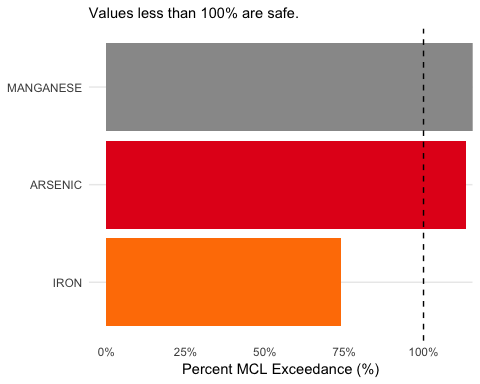 Values less than 100% are safe.
MANGANESE
ARSENIC
IRON
0% 25% 50% 75% 100%
Percent MCL Exceedance (%)